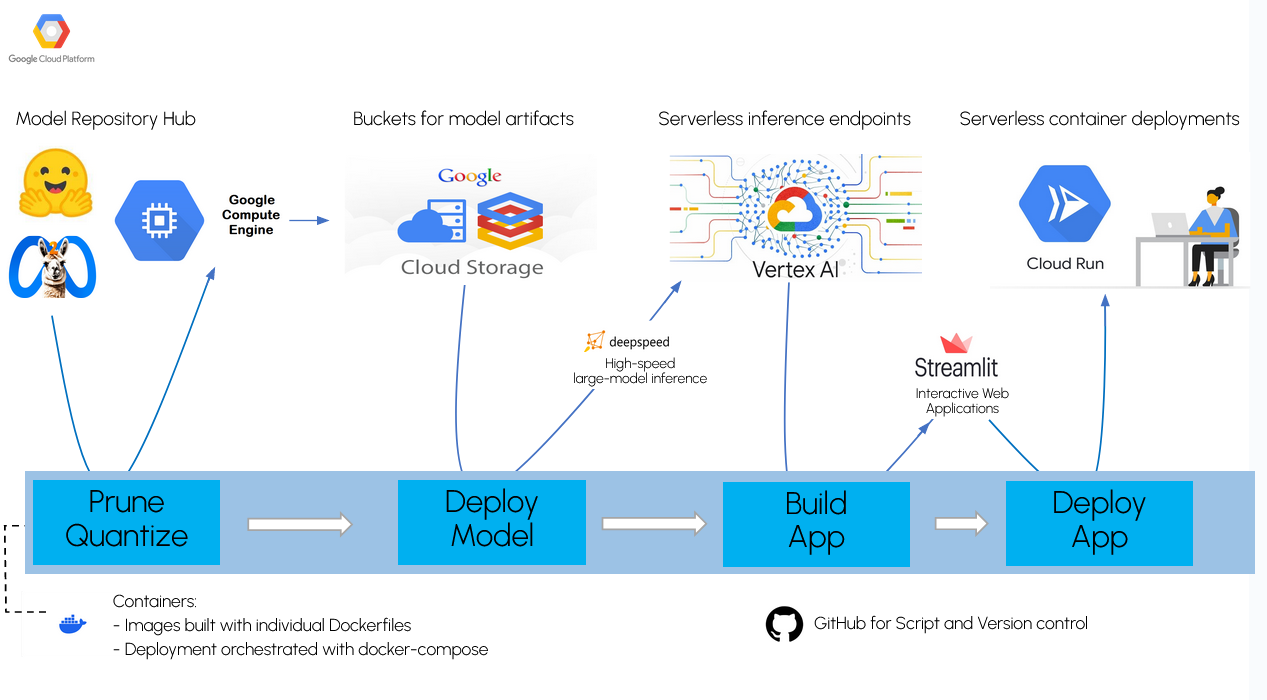 Google Cloud Platform
Model Repository Hub
Buckets for model artifacts
Serverless inference endpoints
Serverless container deployments
Google
Compute
Engine
Google
Cloud Storage
Vertex AI
Cloud Run
deepspeed
High-speed
large-model inference
Streamlit
Interactive Web
Applications
Prune
Quantize
Deploy
Model
Build
App
Deploy
App
Containers:
- Images built with individual Dockerfiles
- Deployment orchestrated with docker-compose
GitHub for Script and Version control